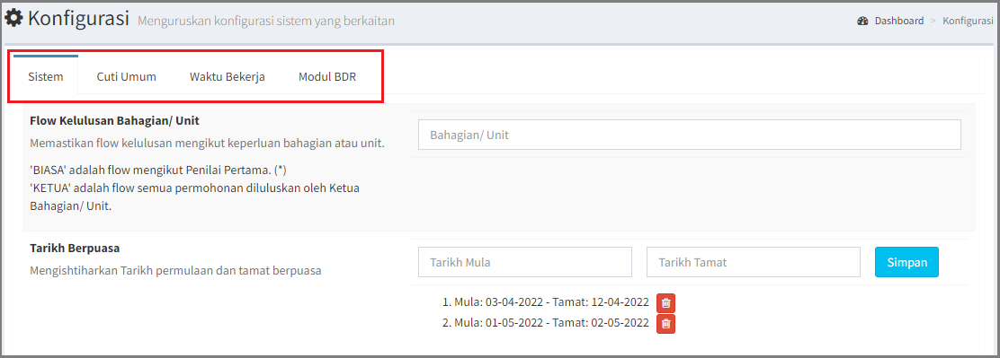 Konfigurasi Menguruskan konfigurasi sistem yang berkaitan
Dashboard > Konfigurasi
Sistem Cuti Umum Waktu Bekerja Modul BDR
Flow Kelulusan Bahagian/ Unit
Memastikan flow kelulusan mengikut keperluan bahagian atau unit.
'BIASA' adalah flow mengikut Penilai Pertama. (*)
'KETUA' adalah flow semua permohonan diluluskan oleh Ketua
Bahagian/ Unit.
Bahagian/ Unit
Tarikh Berpuasa
Mengishtiharkan Tarikh permulaan dan tamat berpuasa
Tarikh Mula Tarikh Tamat Simpan
1. Mula: 03-04-2022 - Tamat: 12-04-2022
2. Mula: 01-05-2022 - Tamat: 02-05-2022